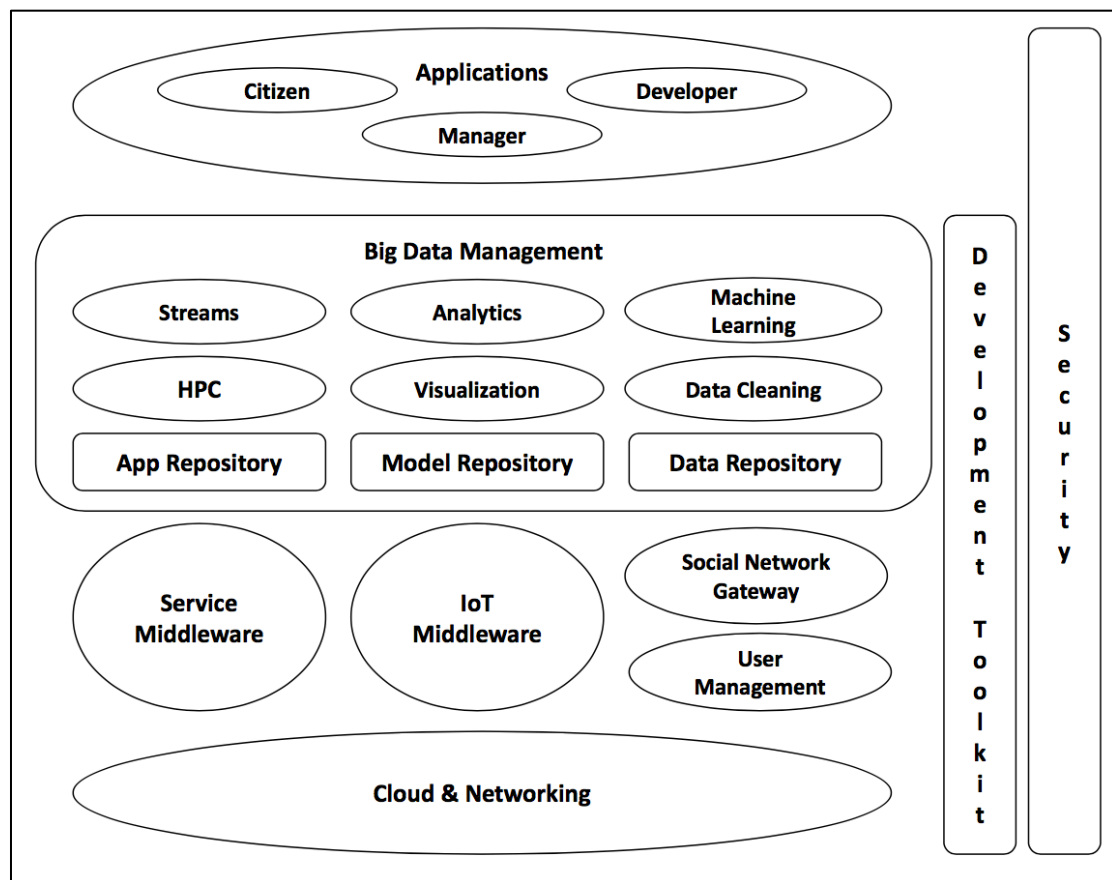 Applications
Citizen
Developer
Manager
Big Data Management
Streams
Analytics
Machine
Learning
HPC
Visualization
Data Cleaning
App Repository
Model Repository
Data Repository
Service
Middleware
IoT
Middleware
Social Network
Gateway
User
Management
Cloud & Networking
Development Toolkit
Security